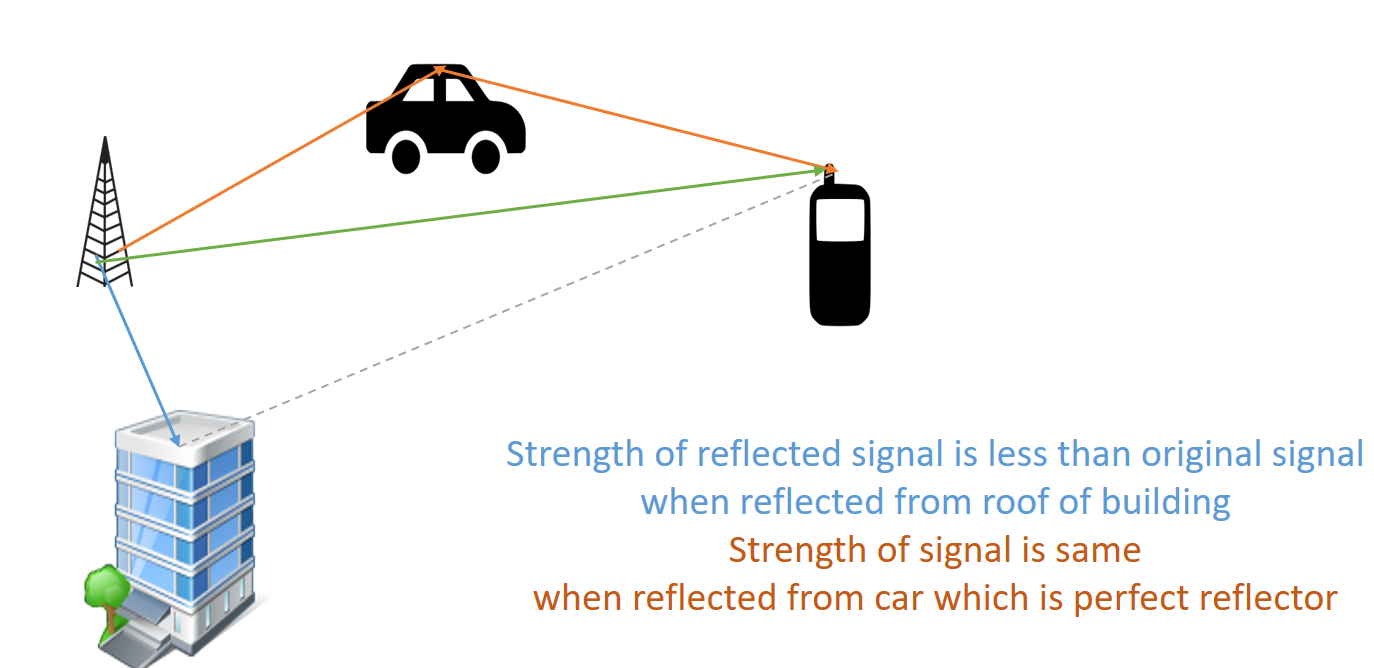 Strength of reflected signal is less than original signal
when reflected from roof of building
Strength of signal is same
when reflected from car which is perfect reflector